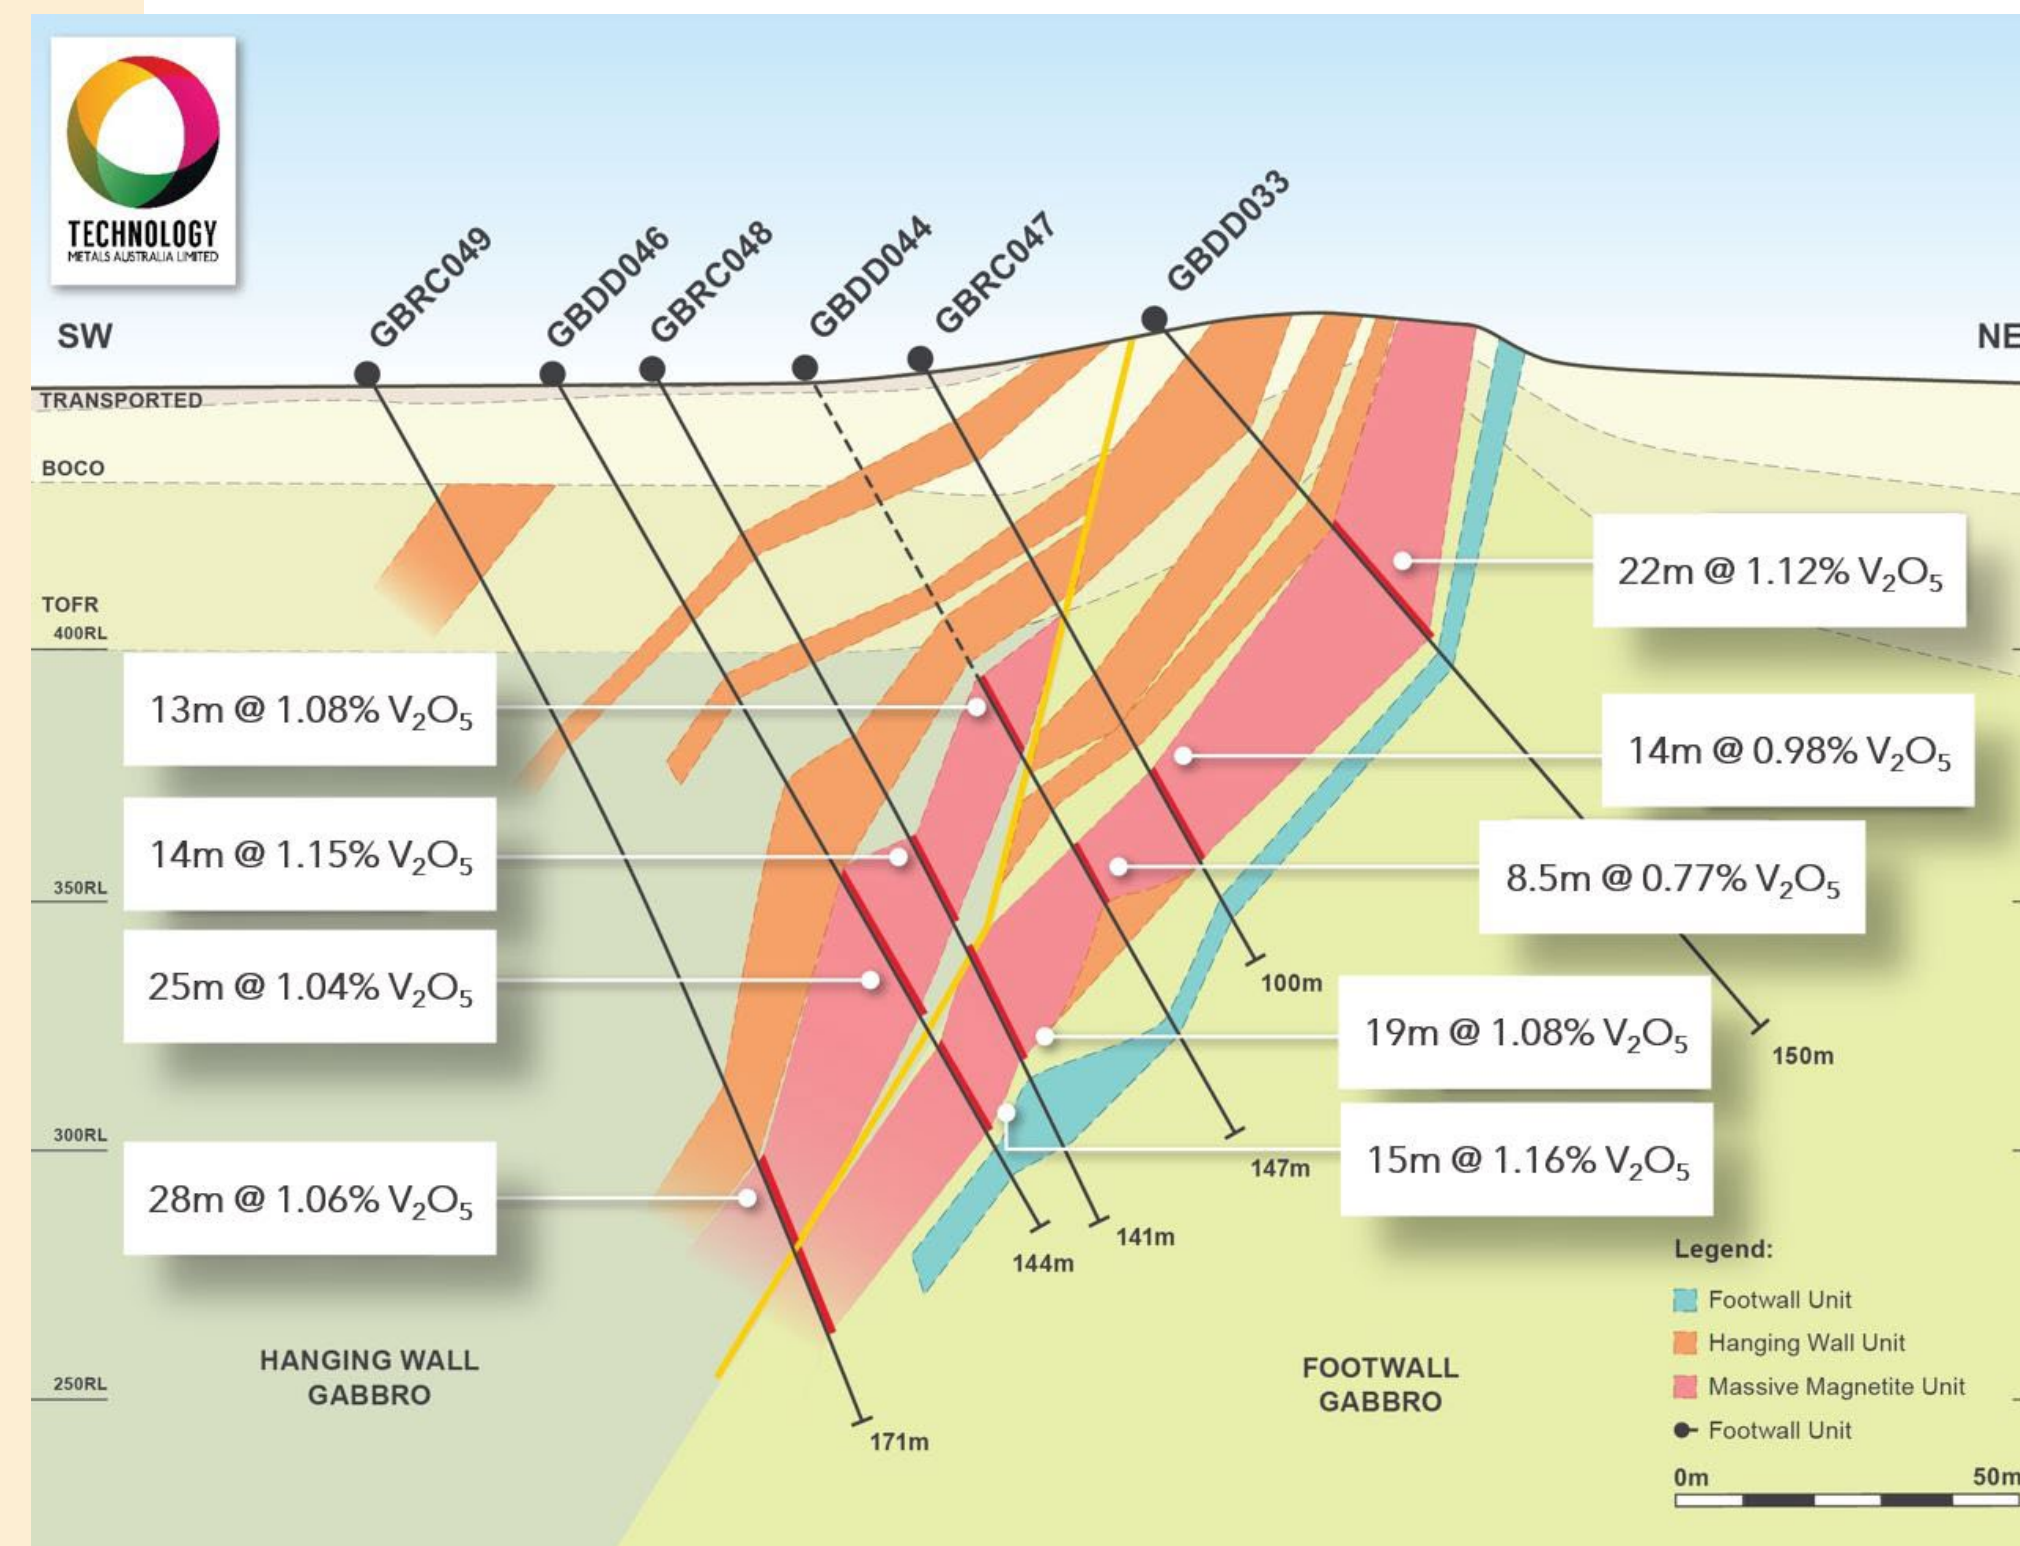 TECHNOLOGY
METALS AUSTRALIA LIMITED
SW
GBRC049
GBDD046
GBRC048
GBDD044
GBRC047
GBDD033
NE
TRANSPORTED
BOCO
TOFR
400RL
22m @ 1.12% V₂O₅
13m @ 1.08% V₂O₅
14m @ 0.98% V₂O₅
14m @ 1.15% V₂O₅
350RL
8.5m @ 0.77% V₂O₅
25m @ 1.04% V₂O₅
100m
19m @ 1.08% V₂O₅
150m
300RL
147m
15m @ 1.16% V₂O₅
28m @ 1.06% V₂O₅
141m
144m
Legend:
Footwall Unit
Hanging Wall Unit
Massive Magnetite Unit
Footwall Unit
HANGING WALL
GABBRO
FOOTWALL
GABBRO
250RL
171m
0m 50m